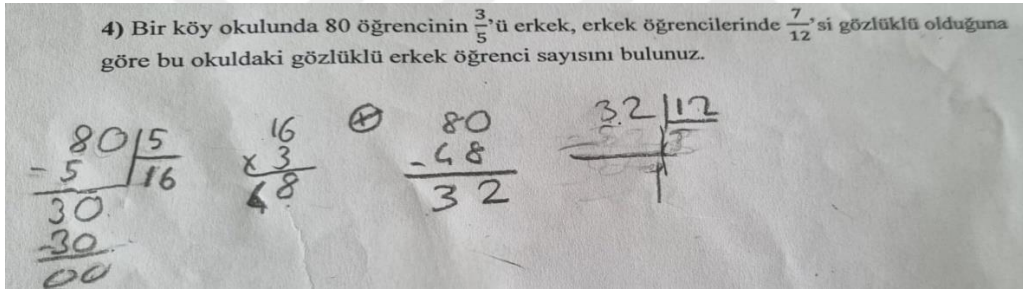 4) Bir köy okulunda 80 öğrencinin 3/5'ü erkek, erkek öğrencilerinde 7/12'si gözlüklü olduğuna
göre bu okuldaki gözlüklü erkek öğrenci sayısını bulunuz.
80 | 5
- 5 | 16
30
-30
00
16
x 3
48
80
- 48
32
32 | 12